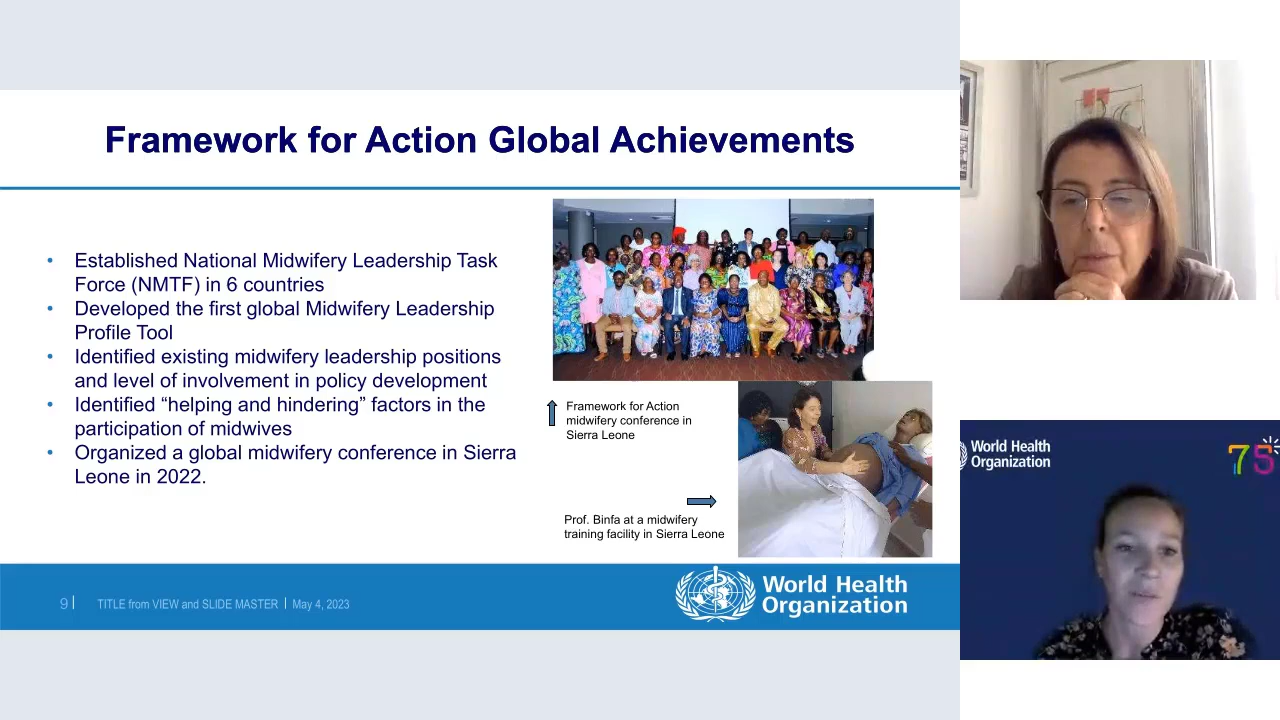 Framework for Action Global Achievements
• Established National Midwifery Leadership Task
Force (NMTF) in 6 countries
• Developed the first global Midwifery Leadership
Profile Tool
• Identified existing midwifery leadership positions
and level of involvement in policy development
• Identified “helping and hindering” factors in the
participation of midwives
• Organized a global midwifery conference in Sierra
Leone in 2022.
Framework for Action
midwifery conference in
Sierra Leone
Prof. Binfa at a midwifery
training facility in Sierra Leone
9 | TITLE from VIEW and SLIDE MASTER | May 4, 2023
World Health
Organization
World Health
Organization
75